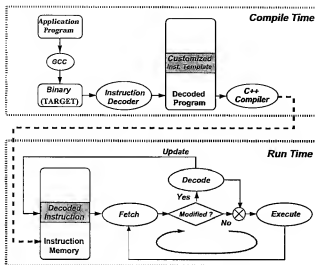 Compile Time
Application
Program
GCC
Binary
(TARGET)
Instruction
Decoder
Customized
Inst. Template
Decoded
Program
C++
Compiler
Run Time
Update
Decode
Yes
Decoded
Instruction
Fetch
Modified ?
No
Execute
Instruction
Memory